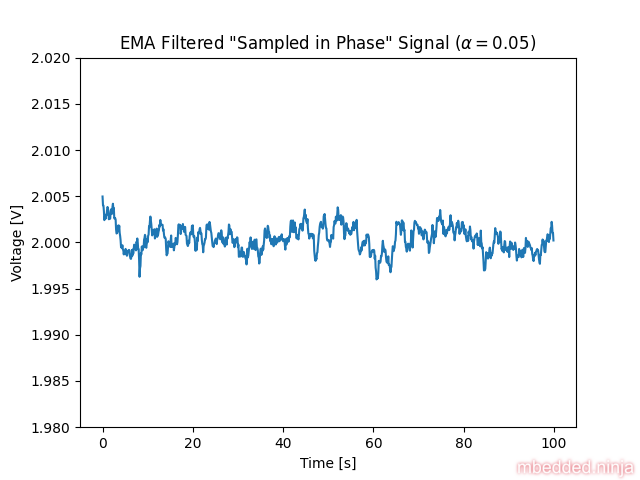 EMA Filtered "Sampled in Phase" Signal (α = 0.05)
2.020
2.015
2.010
2.005
2.000
1.995
1.990
1.985
1.980
Voltage [V]
0 20 40 60 80 100
Time [s]
mbedded.ninja